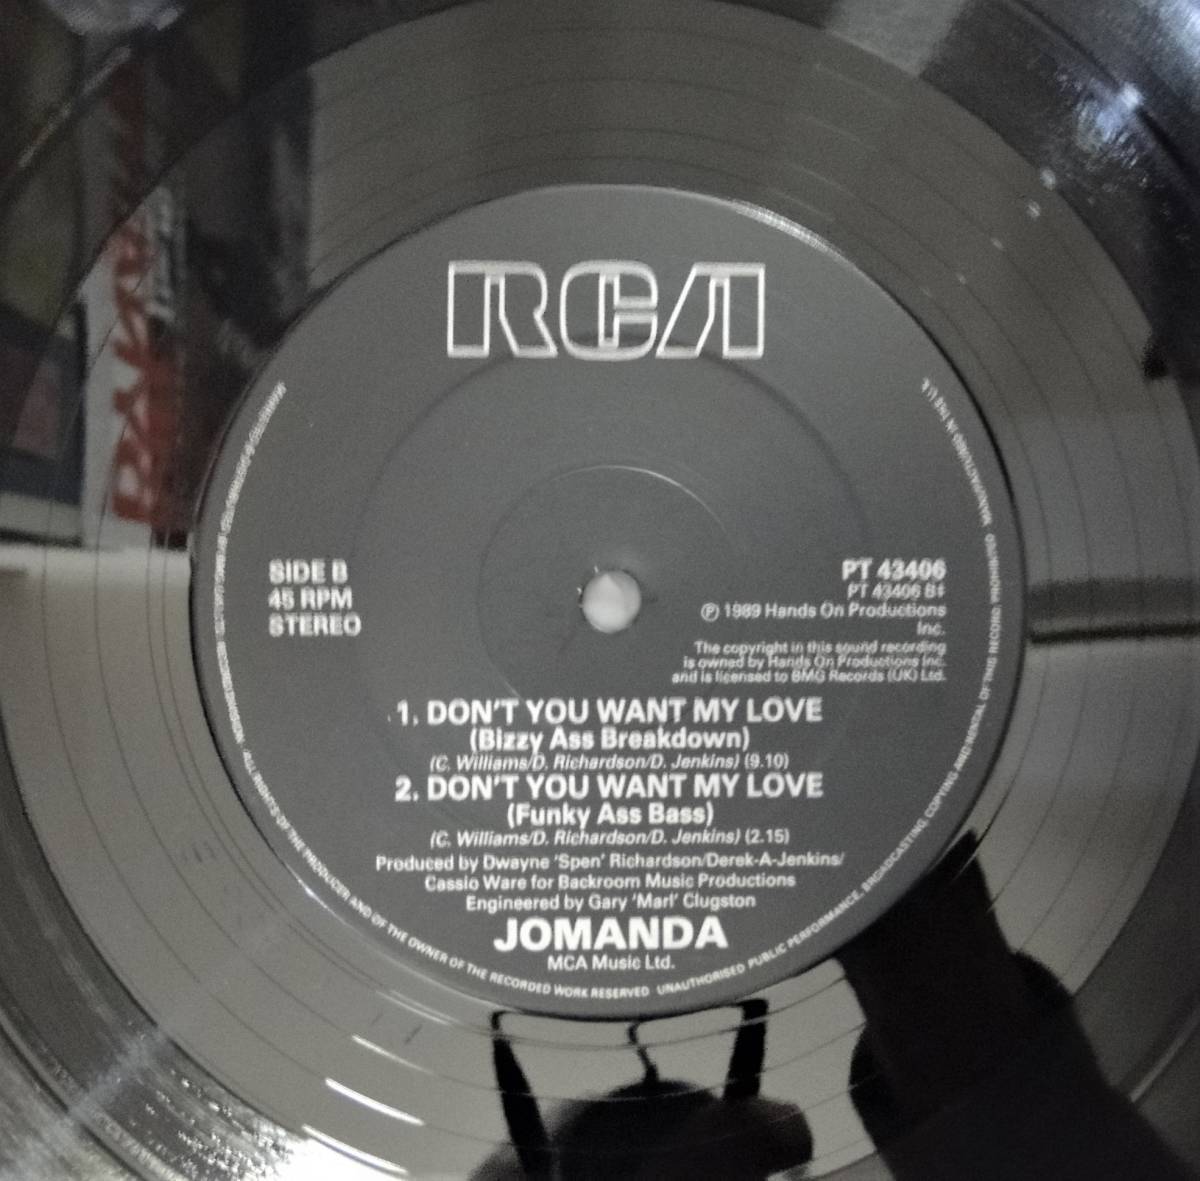 RCA
SIDE B
45 RPM
STEREO
PT 43406
PT 43406 B‡
℗ 1989 Hands On Productions
Inc.
The copyright in this sound recording
is owned by Hands On Productions Inc.
and is licensed to BMG Records (UK) Ltd.
1. DON'T YOU WANT MY LOVE
(Bizzy Ass Breakdown)
(C. Williams/D. Richardson/D. Jenkins) (9.10)
2. DON'T YOU WANT MY LOVE
(Funky Ass Bass)
(C. Williams/D. Richardson/D. Jenkins) (2.15)
Produced by Dwayne 'Spen' Richardson/Derek-A-Jenkins/
Cassio Ware for Backroom Music Productions
Engineered by Gary 'Marl' Clugston
JOMANDA
MCA Music Ltd.
ALL RIGHTS OF THE PRODUCER AND OF THE OWNER OF THE RECORDED WORK RESERVED UNAUTHORISED PUBLIC PERFORMANCE, BROADCASTING, COPYING AND RENTAL OF THIS RECORD PROHIBITED MANUFACTURED IN THE U.K.